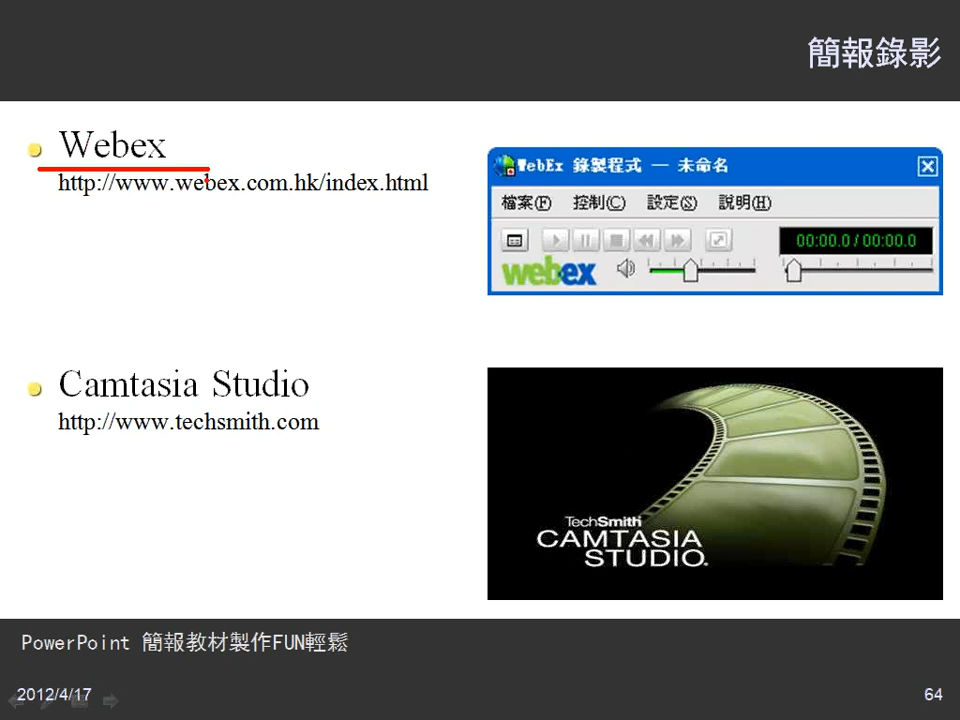 簡報錄影
Webex
http://www.webex.com.hk/index.html
WebEx 錄製程式 — 未命名
檔案(F) 控制(C) 設定(S) 說明(H)
00:00.0/00:00.0
webex
Camtasia Studio
http://www.techsmith.com
TechSmith
CAMTASIA
STUDIO.
PowerPoint 簡報教材製作FUN輕鬆
2012/4/17
64